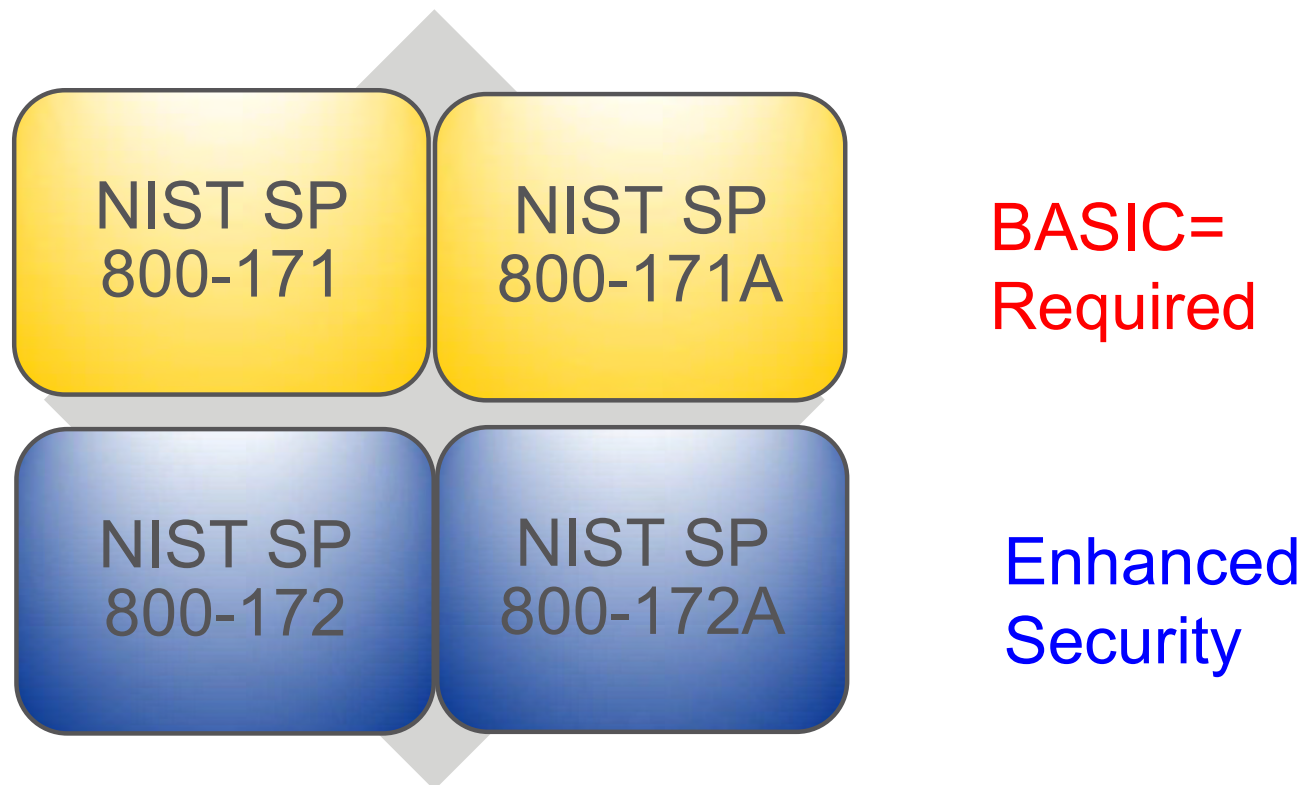 NIST SP
800-171
NIST SP
800-171A
BASIC=
Required
NIST SP
800-172
NIST SP
800-172A
Enhanced
Security